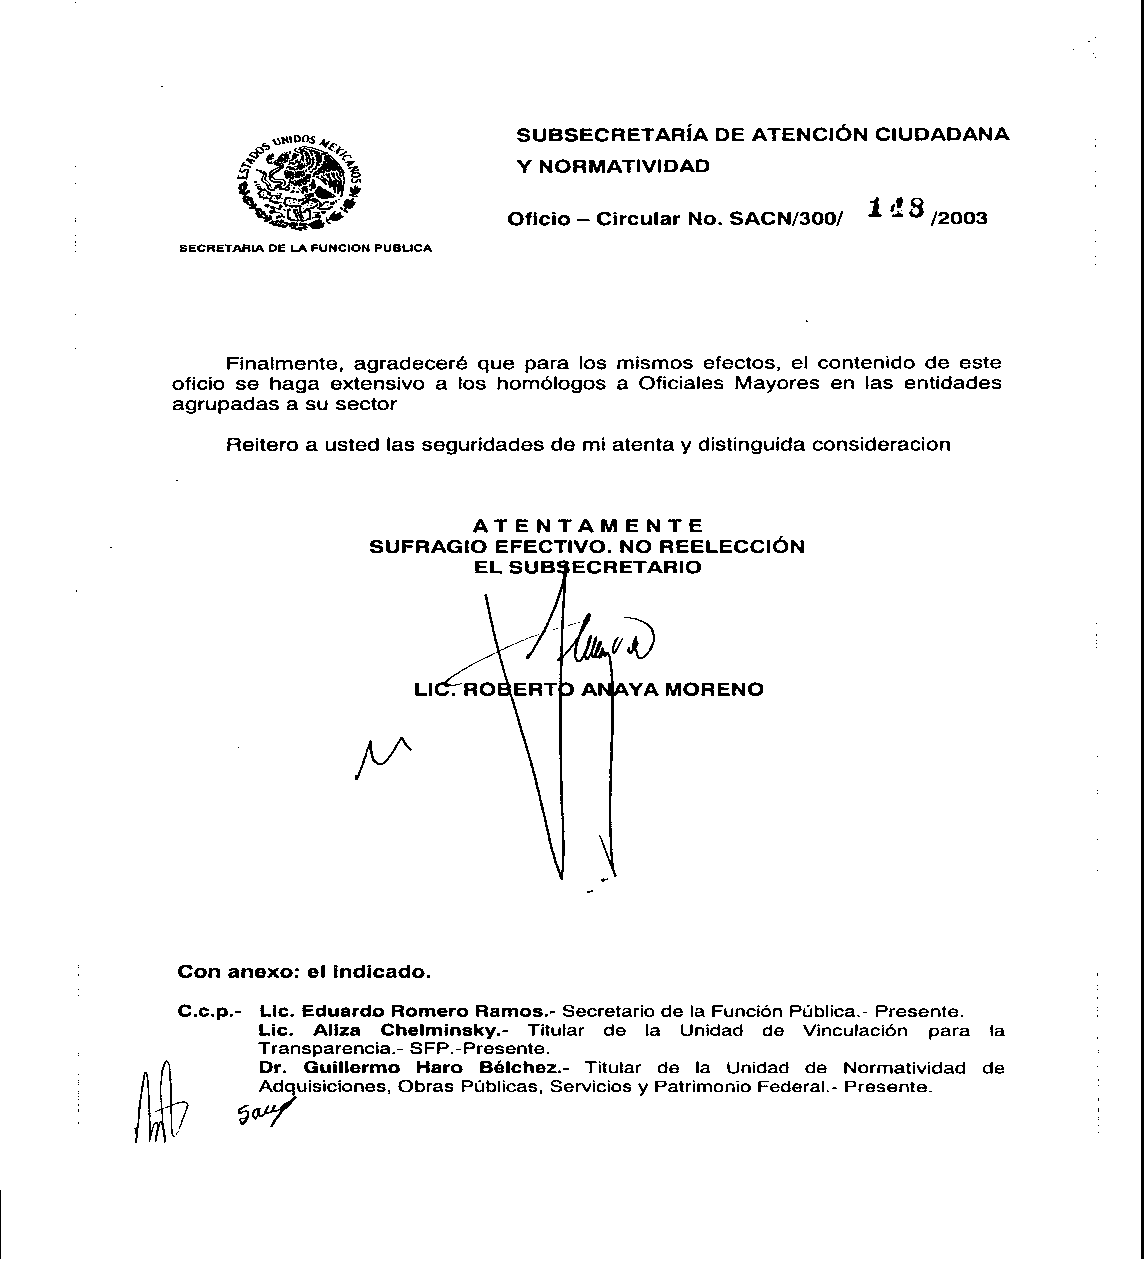 ESTADOS UNIDOS MEXICANOS
SECRETARIA DE LA FUNCION PUBLICA
SUBSECRETARÍA DE ATENCIÓN CIUDADANA
Y NORMATIVIDAD
Oficio – Circular No. SACN/300/ 148 /2003
Finalmente, agradeceré que para los mismos efectos, el contenido de este
oficio se haga extensivo a los homólogos a Oficiales Mayores en las entidades
agrupadas a su sector
Reitero a usted las seguridades de mi atenta y distinguida consideracion
A T E N T A M E N T E
SUFRAGIO EFECTIVO. NO REELECCIÓN
EL SUBSECRETARIO
LIC. ROBERTO ANAYA MORENO
Con anexo: el indicado.
C.c.p.- Lic. Eduardo Romero Ramos.- Secretario de la Función Pública.- Presente.
Lic. Aliza Chelminsky.- Titular de la Unidad de Vinculación para la
Transparencia.- SFP.-Presente.
Dr. Guillermo Haro Bélchez.- Titular de la Unidad de Normatividad de
Adquisiciones, Obras Públicas, Servicios y Patrimonio Federal.- Presente.